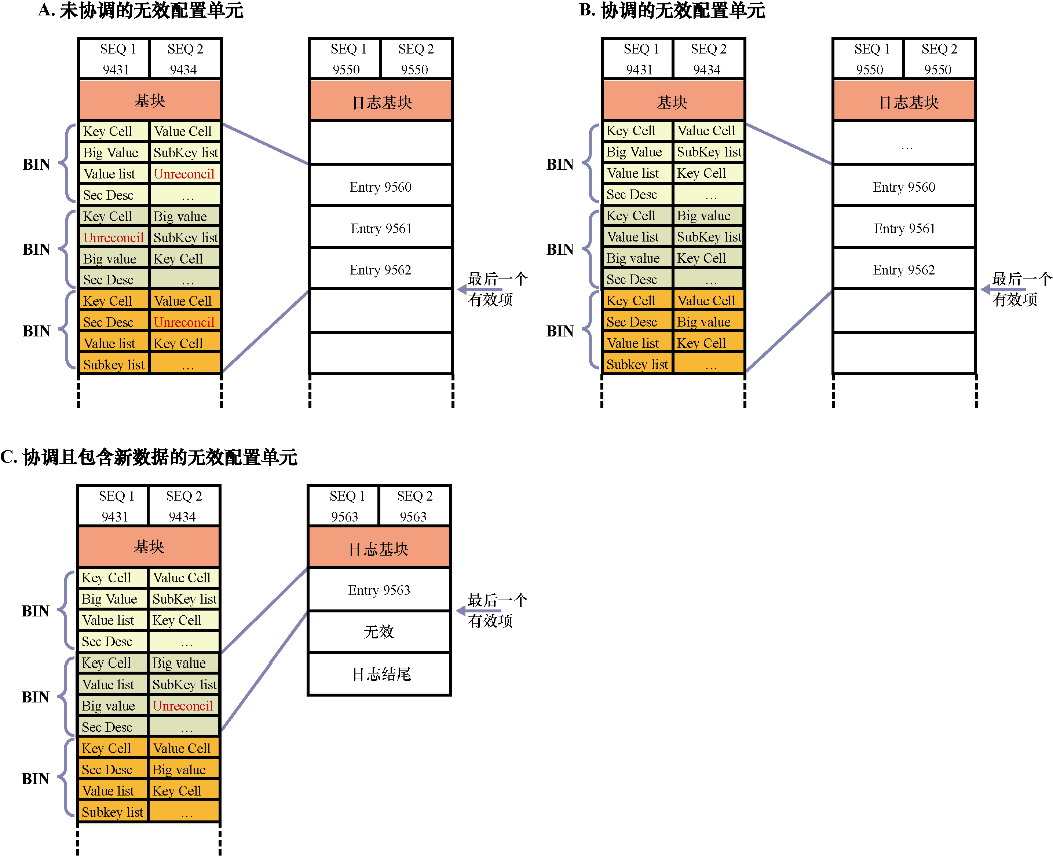 A. 未协调的无效配置单元
SEQ 1 SEQ 2
9431 9434
基块
BIN
Key Cell Value Cell
Big Value SubKey list
Value list Unreconcil
Sec Desc ...
BIN
Key Cell Big value
Unreconcil SubKey list
Big value Key Cell
Sec Desc ...
BIN
Key Cell Value Cell
Sec Desc Unreconcil
Value list Key Cell
Subkey list ...
SEQ 1 SEQ 2
9550 9550
日志基块
Entry 9560
Entry 9561
Entry 9562
最后一个
有效项
B. 协调的无效配置单元
SEQ 1 SEQ 2
9431 9434
基块
BIN
Key Cell Value Cell
Big Value SubKey list
Value list Key Cell
Sec Desc ...
BIN
Key Cell Big value
Value list SubKey list
Big value Key Cell
Sec Desc ...
BIN
Key Cell Value Cell
Sec Desc Big value
Value list Key Cell
Subkey list ...
SEQ 1 SEQ 2
9550 9550
日志基块
...
Entry 9560
Entry 9561
Entry 9562
最后一个
有效项
C. 协调且包含新数据的无效配置单元
SEQ 1 SEQ 2
9431 9434
基块
BIN
Key Cell Value Cell
Big Value SubKey list
Value list Key Cell
Sec Desc ...
BIN
Key Cell Big value
Value list SubKey list
Big value Unreconcil
Sec Desc ...
BIN
Key Cell Value Cell
Sec Desc Big value
Value list Key Cell
Subkey list ...
SEQ 1 SEQ 2
9563 9563
日志基块
Entry 9563
无效
日志结尾
最后一个
有效项